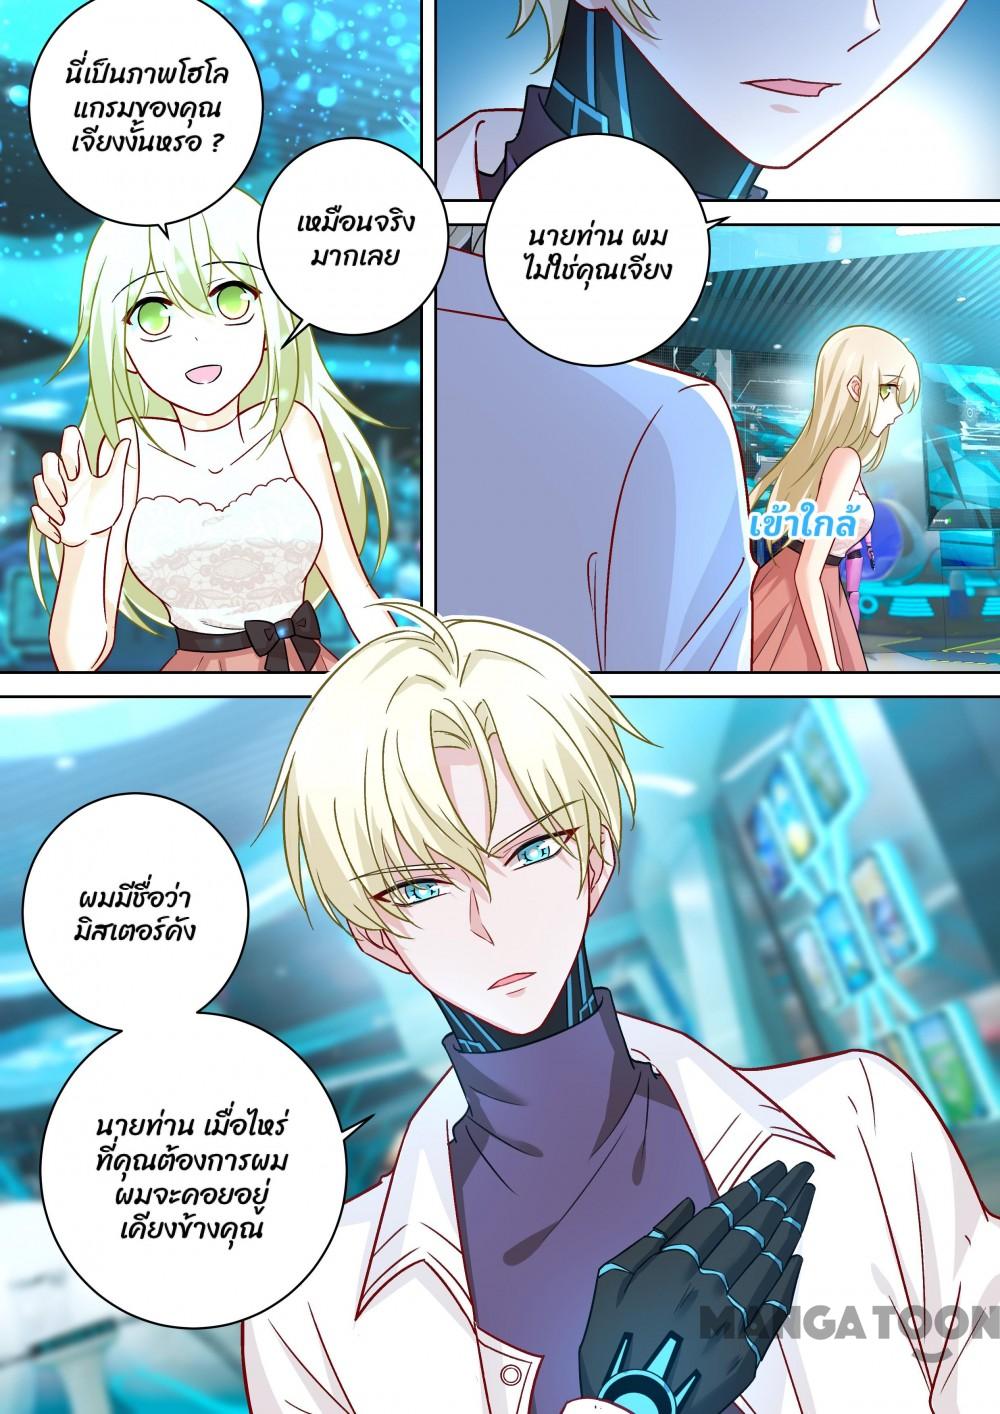 นี่เป็นภาพโฮโล
แกรมของคุณ
เจียงงั้นหรอ ?
เหมือนจริง
มากเลย
นายท่าน ผม
ไม่ใช่คุณเจียง
เข้าใกล้
ผมมีชื่อว่า
มิสเตอร์คัง
นายท่าน เมื่อไหร่
ที่คุณต้องการผม
ผมจะคอยอยู่
เคียงข้างคุณ
MANGATOON